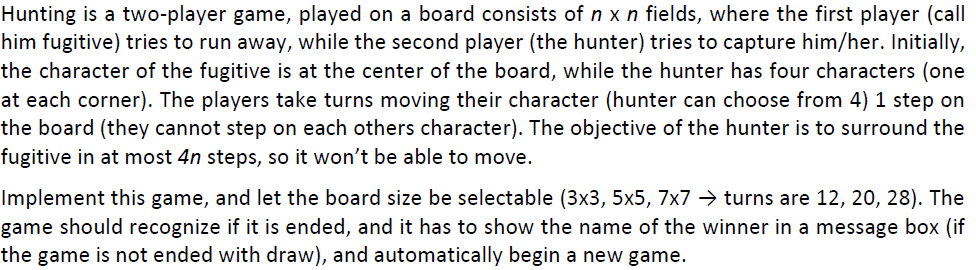 Hunting is a two-player game, played on a board consists of n x n fields, where the first player (call
him fugitive) tries to run away, while the second player (the hunter) tries to capture him/her. Initially,
the character of the fugitive is at the center of the board, while the hunter has four characters (one
at each corner). The players take turns moving their character (hunter can choose from 4) 1 step on
the board (they cannot step on each others character). The objective of the hunter is to surround the
fugitive in at most 4n steps, so it won't be able to move.
Implement this game, and let the board size be selectable (3x3, 5x5, 7x7 → turns are 12, 20, 28). The
game should recognize if it is ended, and it has to show the name of the winner in a message box (if
the game is not ended with draw), and automatically begin a new game.